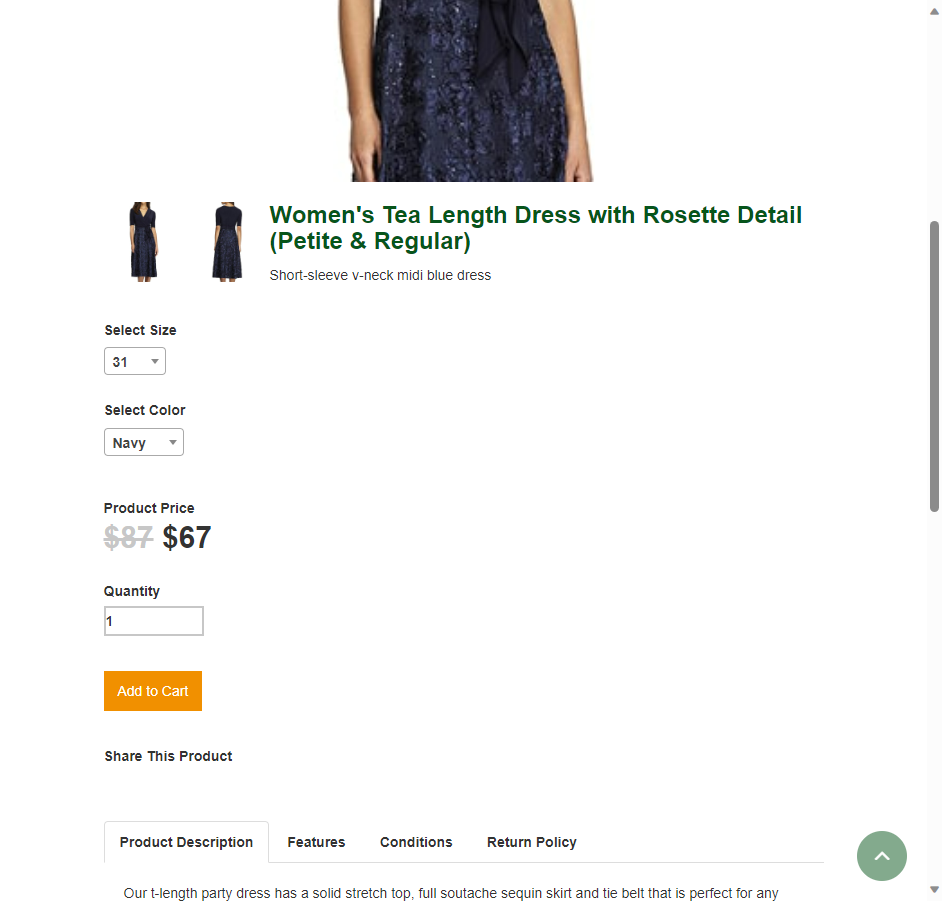 Women's Tea Length Dress with Rosette Detail
(Petite & Regular)
Short-sleeve v-neck midi blue dress
Select Size
31
Select Color
Navy
Product Price
$87 $67
Quantity
1
Add to Cart
Share This Product
Product Description Features Conditions Return Policy
Our t-length party dress has a solid stretch top, full soutache sequin skirt and tie belt that is perfect for any